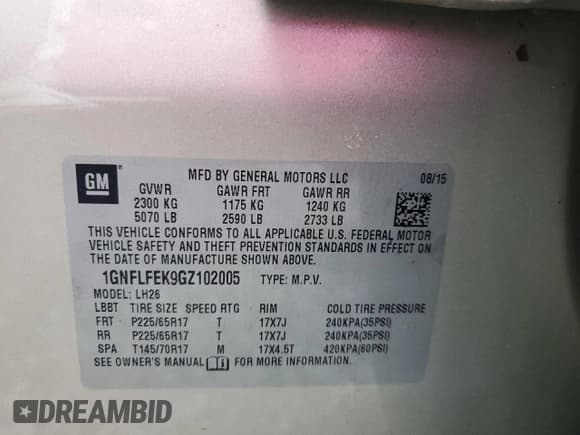 GM
MFD BY GENERAL MOTORS LLC
08/15
GVWR GAWR FRT GAWR RR
2300 KG 1175 KG 1240 KG
5070 LB 2590 LB 2733 LB
THIS VEHICLE CONFORMS TO ALL APPLICABLE U.S. FEDERAL MOTOR
VEHICLE SAFETY AND THEFT PREVENTION STANDARDS IN EFFECT ON
THE DATE OF MANUFACTURE SHOWN ABOVE.
1GNFLFEK9GZ102005 TYPE: M.P.V.
MODEL: LH26
LBBT TIRE SIZE SPEED RTG RIM COLD TIRE PRESSURE
FRT P225/65R17 T 17X7J 240KPA(35PSI)
RR P225/65R17 T 17X7J 240KPA(35PSI)
SPA T145/70R17 M 17X4.5T 420KPA(60PSI)
SEE OWNER'S MANUAL FOR MORE INFORMATION.
DREAMBID